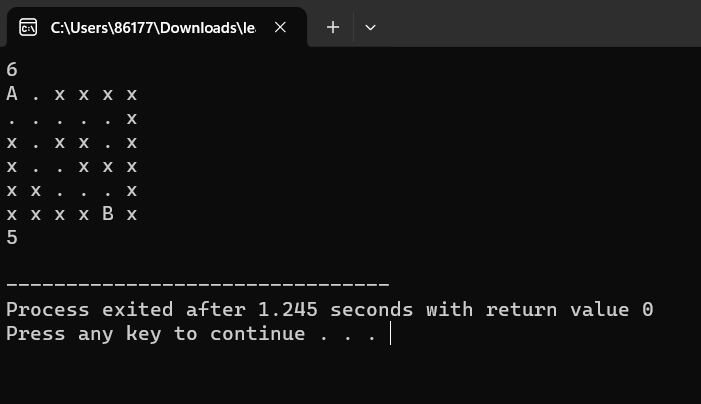 C:\Users\86177\Downloads\le
6
A . x x x x
. . . . . x
x . x x . x
x . . x x x
x x . . . x
x x x x B x
5
--------------------------------
Process exited after 1.245 seconds with return value 0
Press any key to continue . . .